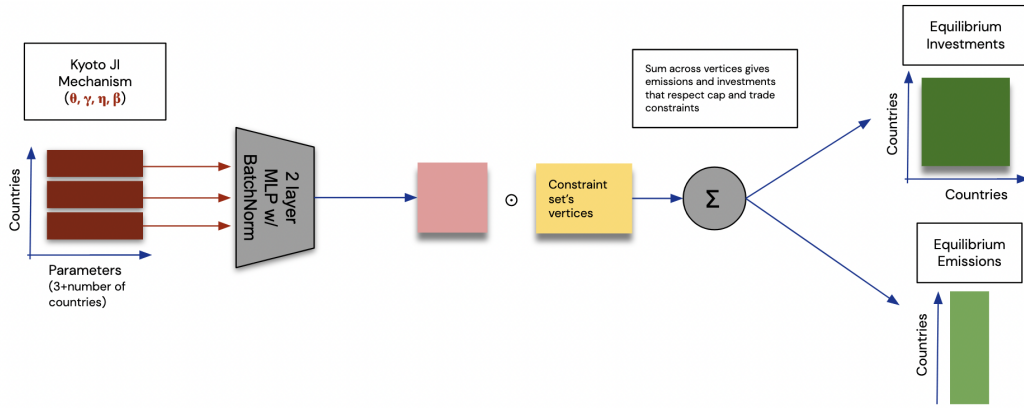 Kyoto JI
Mechanism
(θ, γ, η, β)
Countries
Parameters
(3+number of
countries)
2 layer
MLP w/
BatchNorm
⊙
Constraint
set's
vertices
Sum across vertices gives
emissions and investments
that respect cap and trade
constraints
Σ
Equilibrium
Investments
Countries
Countries
Equilibrium
Emissions
Countries